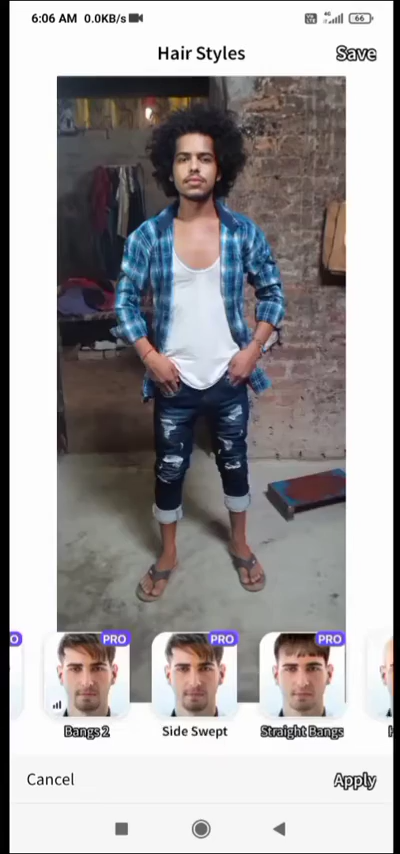 6:06 AM 0.0KB/s
4G
66
Hair Styles
Save
PRO
PRO
PRO
Bangs 2
Side Swept
Straight Bangs
Cancel
Apply